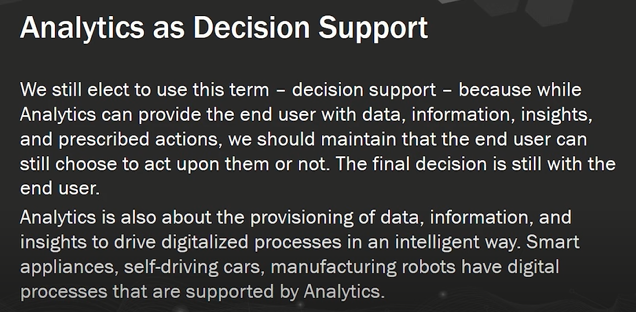 Analytics as Decision Support
We still elect to use this term – decision support – because while
Analytics can provide the end user with data, information, insights,
and prescribed actions, we should maintain that the end user can
still choose to act upon them or not. The final decision is still with the
end user.
Analytics is also about the provisioning of data, information, and
insights to drive digitalized processes in an intelligent way. Smart
appliances, self-driving cars, manufacturing robots have digital
processes that are supported by Analytics.